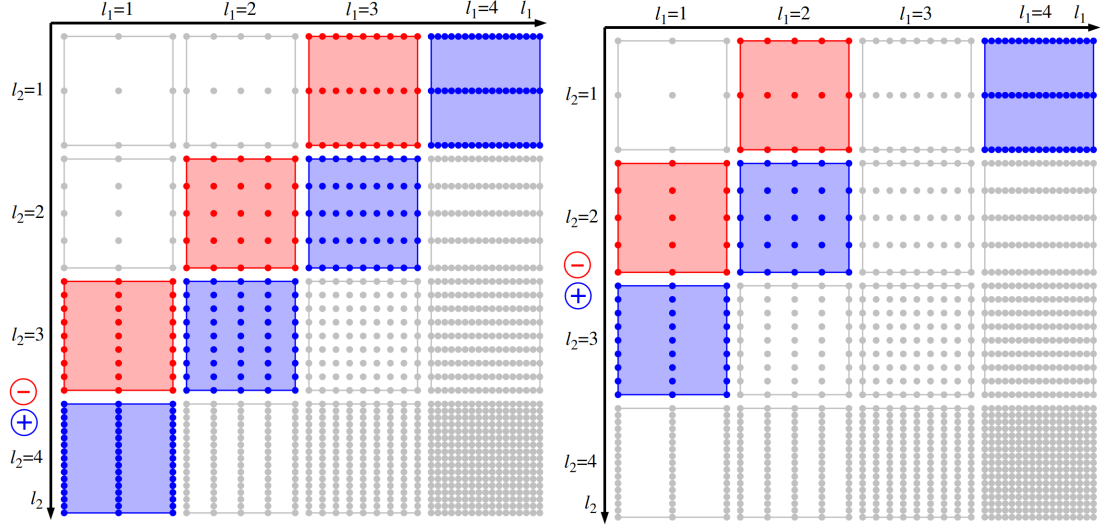 l₁=1 l₁=2 l₁=3 l₁=4 l₁
l₂=1
l₂=2
l₂=3
−
+
l₂=4
l₂
l₁=1 l₁=2 l₁=3 l₁=4 l₁
l₂=1
l₂=2
−
+
l₂=3
l₂=4
l₂